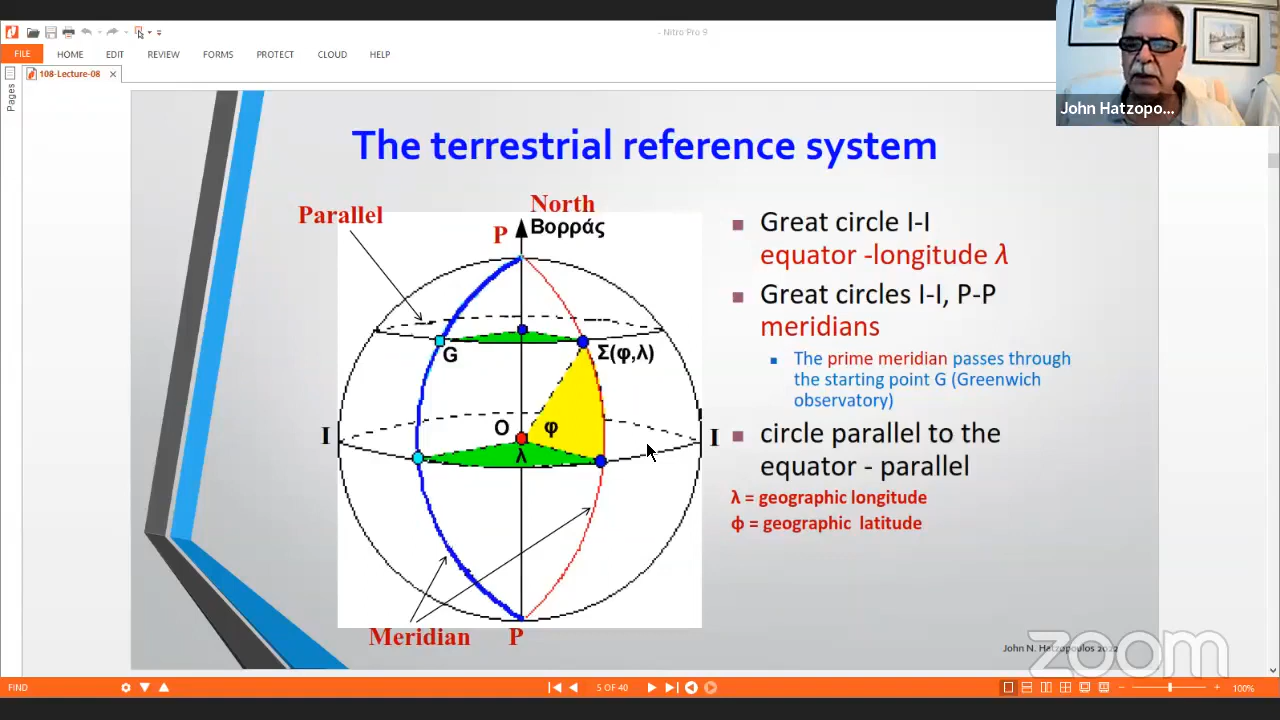 - Nitro Pro 9
FILE HOME EDIT REVIEW FORMS PROTECT CLOUD HELP
108-Lecture-08
Pages
John Hatzopo...
The terrestrial reference system
Parallel
North
Βορράς
P
G
Σ(φ,λ)
I
O
φ
λ
I
Meridian
P
Great circle I-I
equator -longitude λ
Great circles I-I, P-P
meridians
The prime meridian passes through
the starting point G (Greenwich
observatory)
circle parallel to the
equator - parallel
λ = geographic longitude
φ = geographic latitude
John N. Hatzopoulos 2022
zoom
FIND
5 OF 40
100%